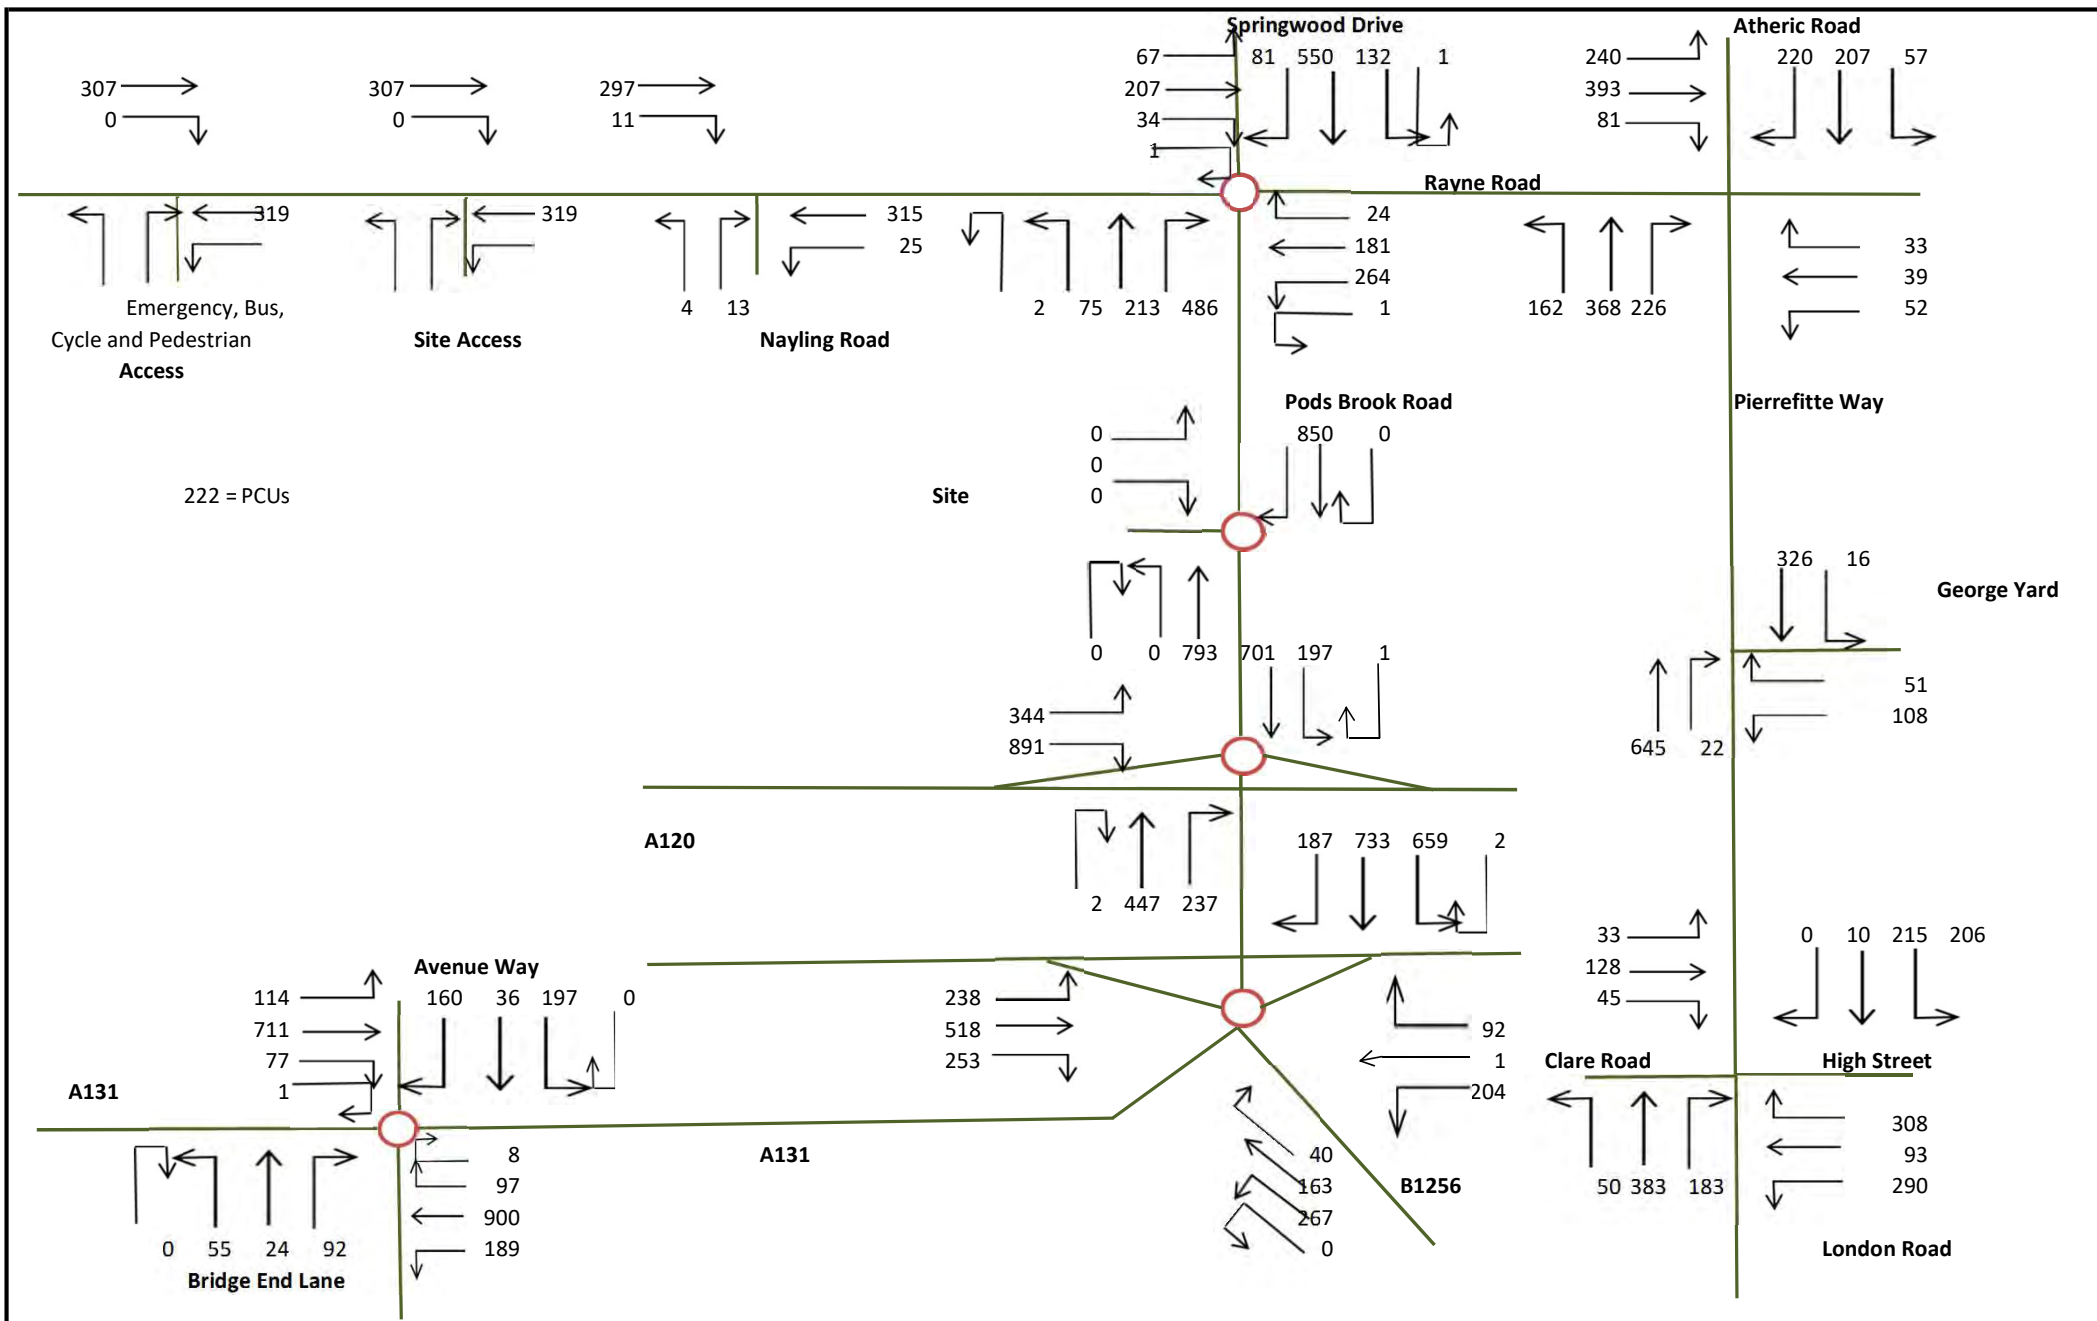 Springwood Drive
Atheric Road
67 81 550 132 1 240 220 207 57
307 307 297 207 393
0 0 11 34 81
1
Rayne Road
319 319 315 24
25 181 33
264 39
Emergency, Bus, 4 13 2 75 213 486 1 162 368 226 52
Cycle and Pedestrian Site Access Nayling Road
Access
Pods Brook Road Pierrefitte Way
0 850 0
0
222 = PCUs Site 0
326 16
George Yard
0 0 793 701 197 1
51
344 108
891 645 22
A120 187 733 659 2
2 447 237
33 0 10 215 206
Avenue Way 128
114 160 36 197 0 238 45
711 518 92
77 253 1 Clare Road High Street
A131 1 204
308
8 A131 40 93
97 163 B1256 50 383 183 290
900 267
0 55 24 92 189 0 London Road
Bridge End Lane